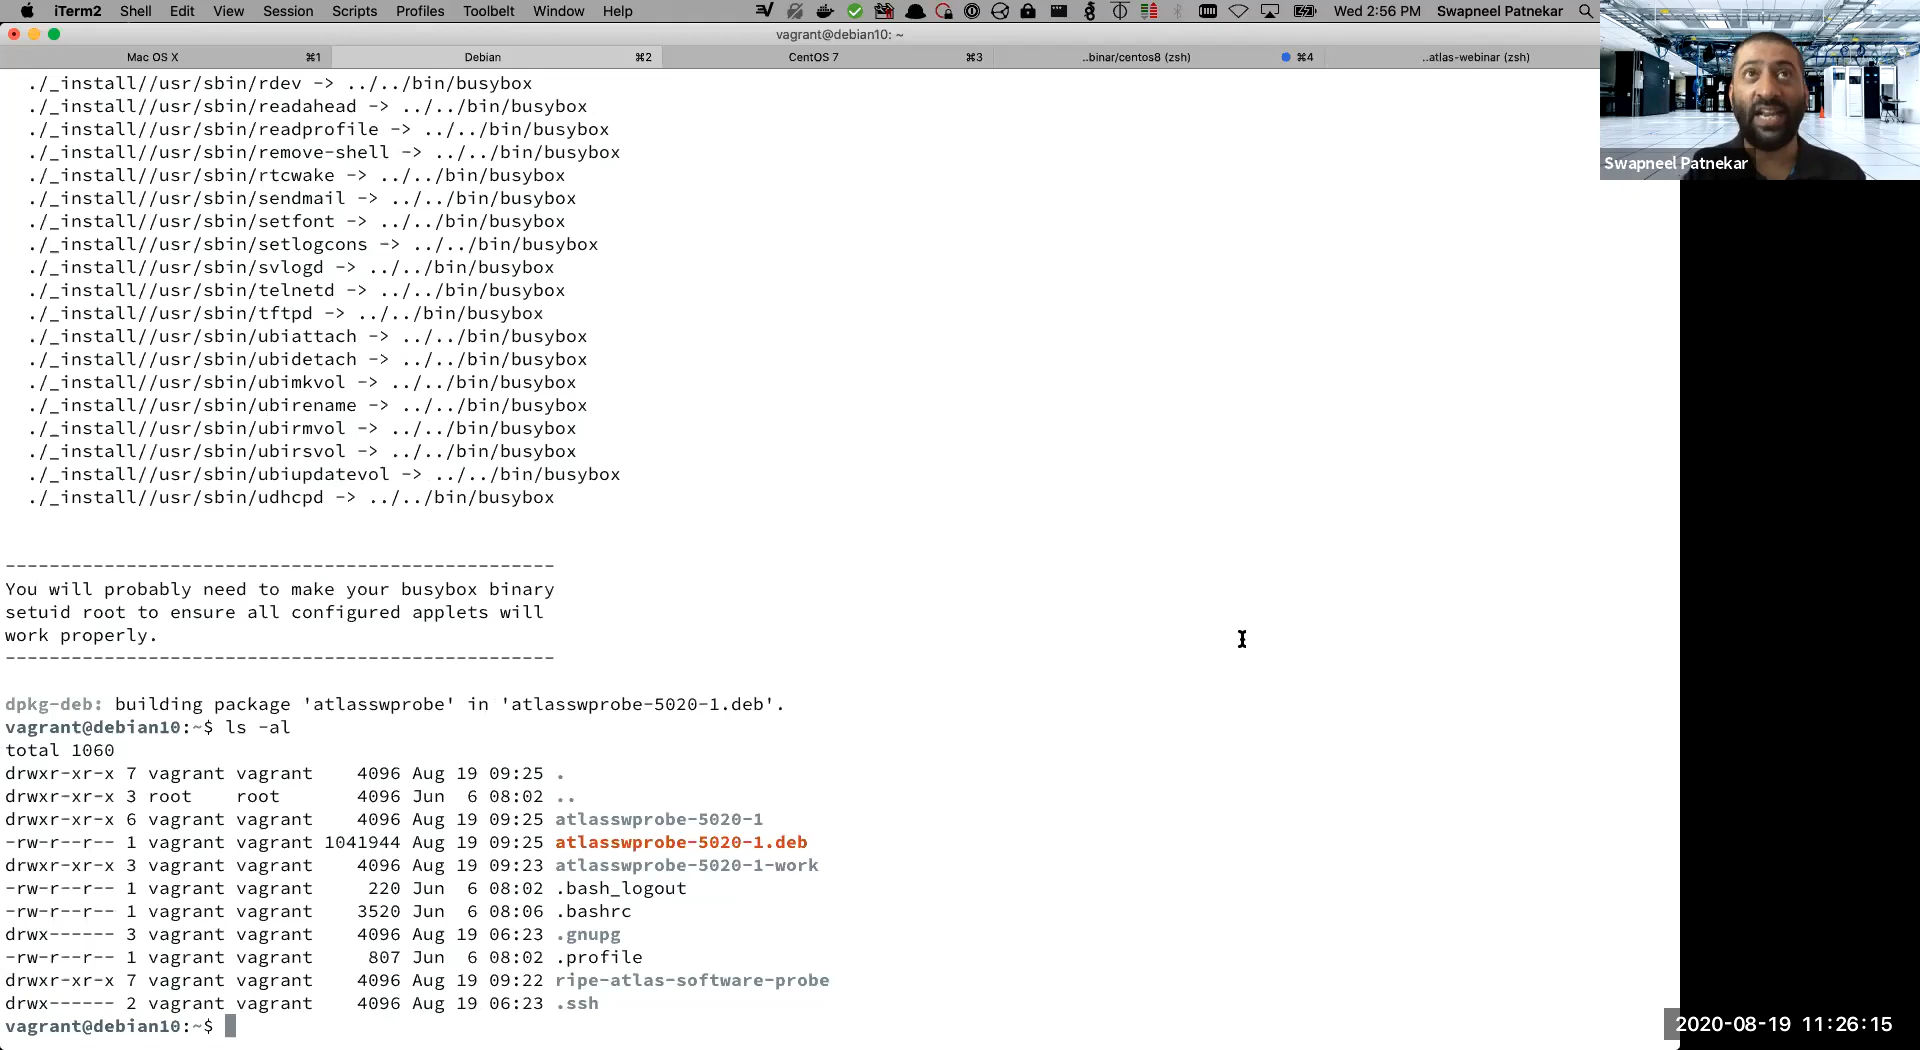 iTerm2 Shell Edit View Session Scripts Profiles Toolbelt Window Help Wed 2:56 PM Swapneel Patnekar
vagrant@debian10: ~
Mac OS X ⌘1 Debian ⌘2 CentOS 7 ⌘3 ..binar/centos8 (zsh) ⌘4 ..atlas-webinar (zsh)
./_install//usr/sbin/rdev -> ../../bin/busybox
./_install//usr/sbin/readahead -> ../../bin/busybox
./_install//usr/sbin/readprofile -> ../../bin/busybox
./_install//usr/sbin/remove-shell -> ../../bin/busybox
./_install//usr/sbin/rtcwake -> ../../bin/busybox
./_install//usr/sbin/sendmail -> ../../bin/busybox
./_install//usr/sbin/setfont -> ../../bin/busybox
./_install//usr/sbin/setlogcons -> ../../bin/busybox
./_install//usr/sbin/svlogd -> ../../bin/busybox
./_install//usr/sbin/telnetd -> ../../bin/busybox
./_install//usr/sbin/tftpd -> ../../bin/busybox
./_install//usr/sbin/ubiattach -> ../../bin/busybox
./_install//usr/sbin/ubidetach -> ../../bin/busybox
./_install//usr/sbin/ubimkvol -> ../../bin/busybox
./_install//usr/sbin/ubirename -> ../../bin/busybox
./_install//usr/sbin/ubirmvol -> ../../bin/busybox
./_install//usr/sbin/ubirsvol -> ../../bin/busybox
./_install//usr/sbin/ubiupdatevol -> ../../bin/busybox
./_install//usr/sbin/udhcpd -> ../../bin/busybox
--------------------------------------------------
You will probably need to make your busybox binary
setuid root to ensure all configured applets will
work properly.
--------------------------------------------------
dpkg-deb: building package 'atlasswprobe' in 'atlasswprobe-5020-1.deb'.
vagrant@debian10:~$ ls -al
total 1060
drwxr-xr-x 7 vagrant vagrant    4096 Aug 19 09:25 .
drwxr-xr-x 3 root    root       4096 Jun  6 08:02 ..
drwxr-xr-x 6 vagrant vagrant    4096 Aug 19 09:25 atlasswprobe-5020-1
-rw-r--r-- 1 vagrant vagrant 1041944 Aug 19 09:25 atlasswprobe-5020-1.deb
drwxr-xr-x 3 vagrant vagrant    4096 Aug 19 09:23 atlasswprobe-5020-1-work
-rw-r--r-- 1 vagrant vagrant     220 Jun  6 08:02 .bash_logout
-rw-r--r-- 1 vagrant vagrant    3520 Jun  6 08:06 .bashrc
drwx------ 3 vagrant vagrant    4096 Aug 19 06:23 .gnupg
-rw-r--r-- 1 vagrant vagrant     807 Jun  6 08:02 .profile
drwxr-xr-x 7 vagrant vagrant    4096 Aug 19 09:22 ripe-atlas-software-probe
drwx------ 2 vagrant vagrant    4096 Aug 19 06:23 .ssh
vagrant@debian10:~$
Swapneel Patnekar
2020-08-19 11:26:15